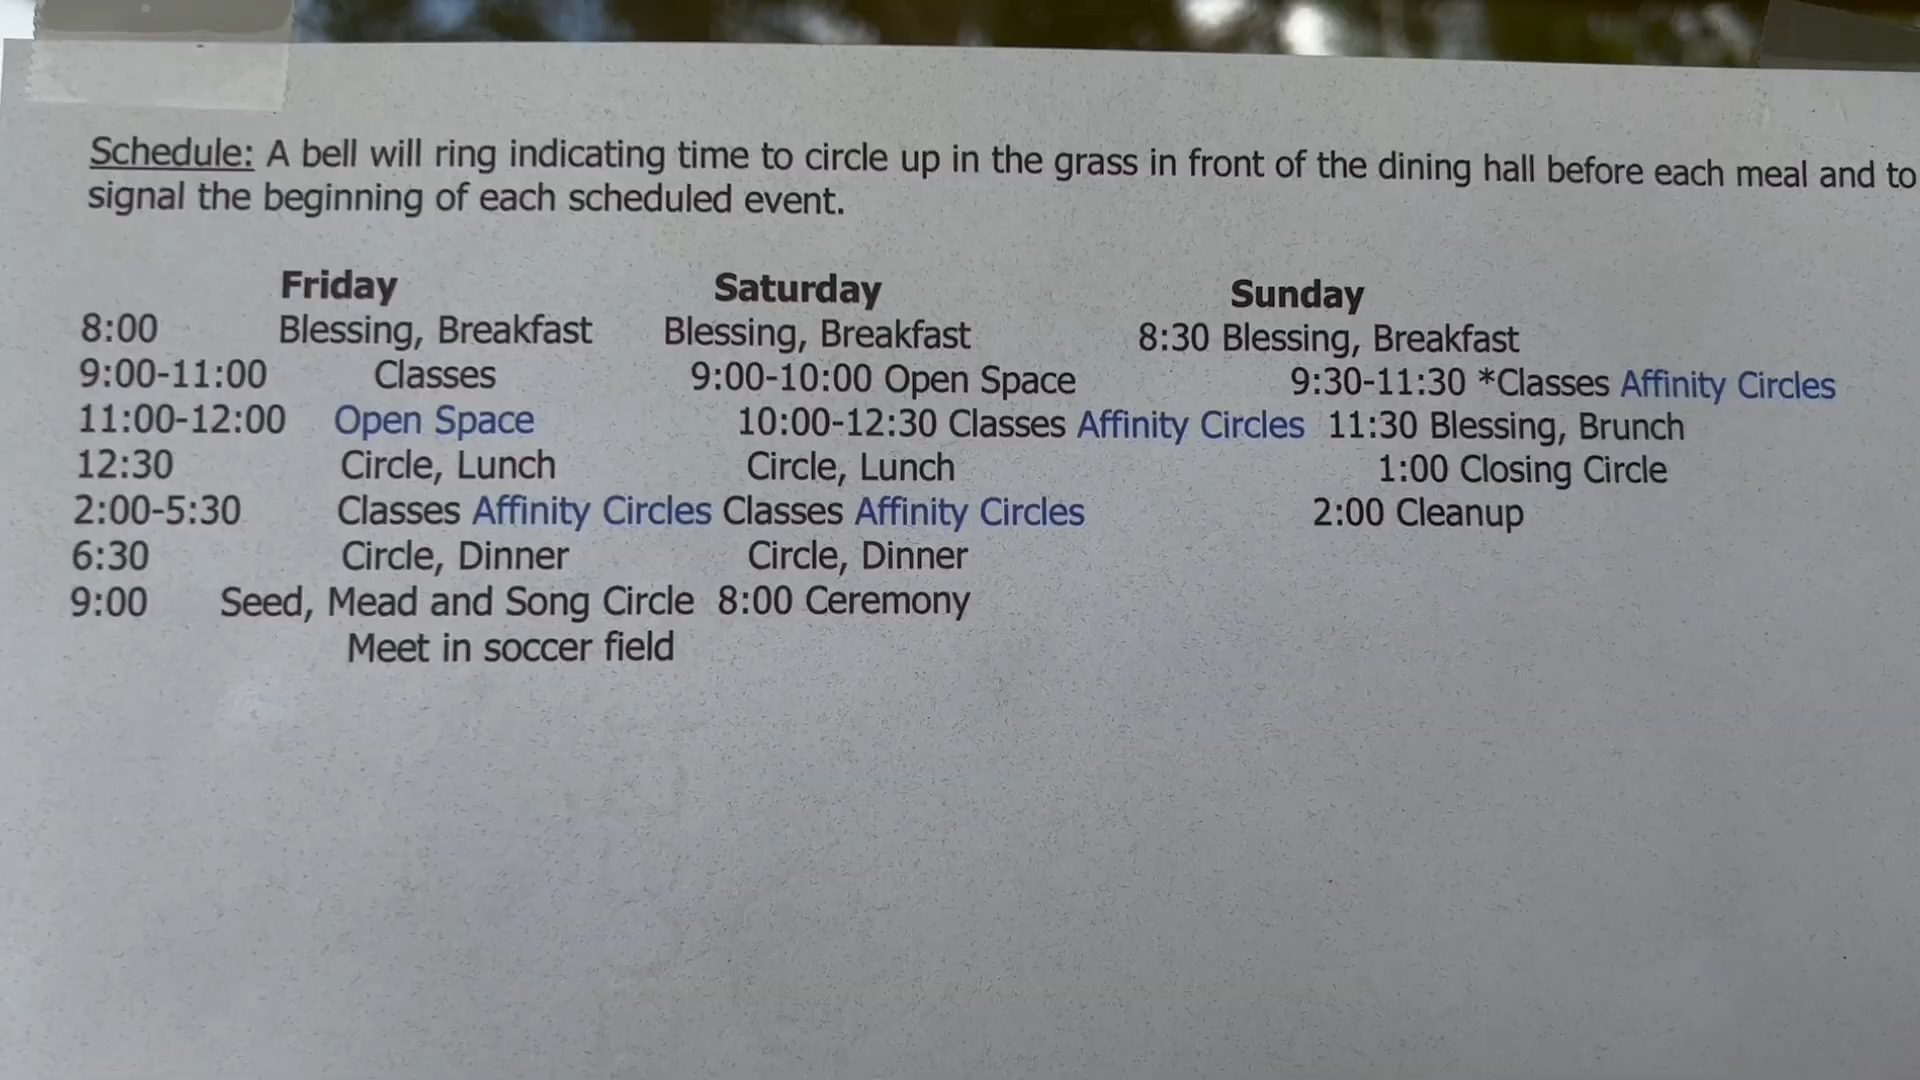 Schedule: A bell will ring indicating time to circle up in the grass in front of the dining hall before each meal and to
signal the beginning of each scheduled event.
Friday Saturday Sunday
8:00 Blessing, Breakfast Blessing, Breakfast 8:30 Blessing, Breakfast
9:00-11:00 Classes 9:00-10:00 Open Space 9:30-11:30 *Classes Affinity Circles
11:00-12:00 Open Space 10:00-12:30 Classes Affinity Circles 11:30 Blessing, Brunch
12:30 Circle, Lunch Circle, Lunch 1:00 Closing Circle
2:00-5:30 Classes Affinity Circles Classes Affinity Circles 2:00 Cleanup
6:30 Circle, Dinner Circle, Dinner
9:00 Seed, Mead and Song Circle 8:00 Ceremony
Meet in soccer field